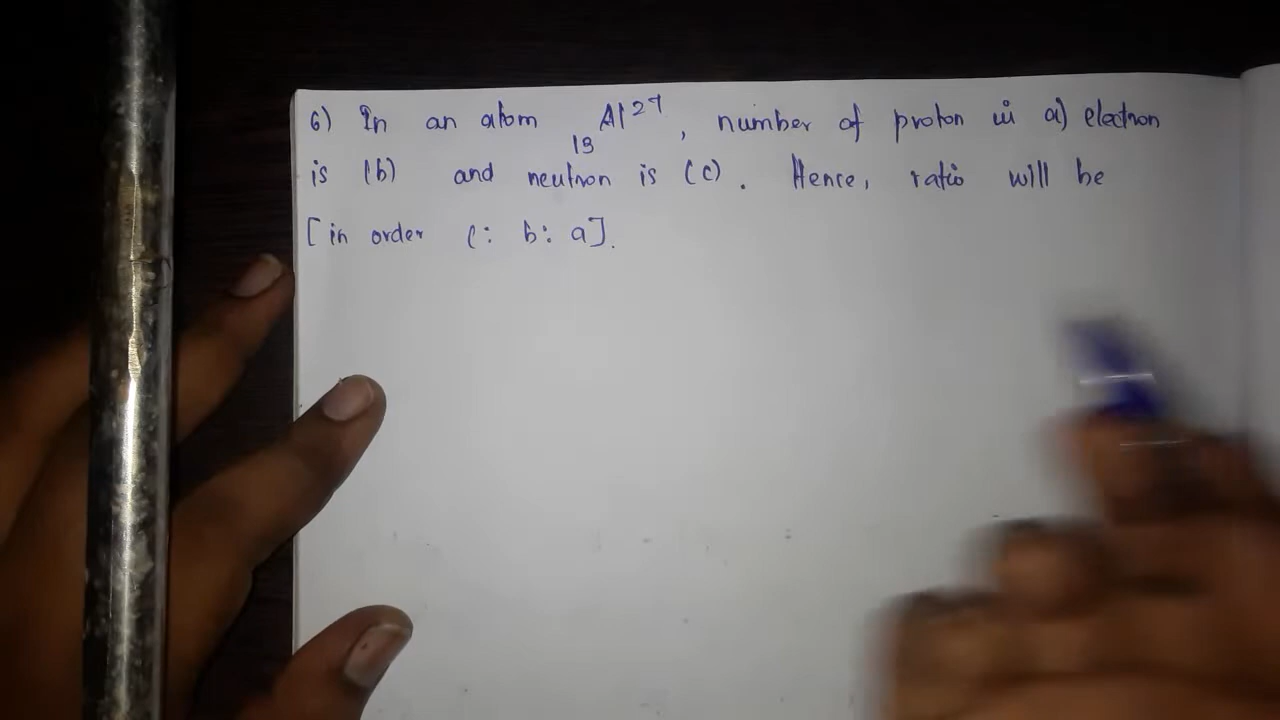 6) In an atom ₁₃Al²⁷, number of proton is a) electron
is (b) and neutron is (c). Hence, ratio will be
[in order c: b: a].